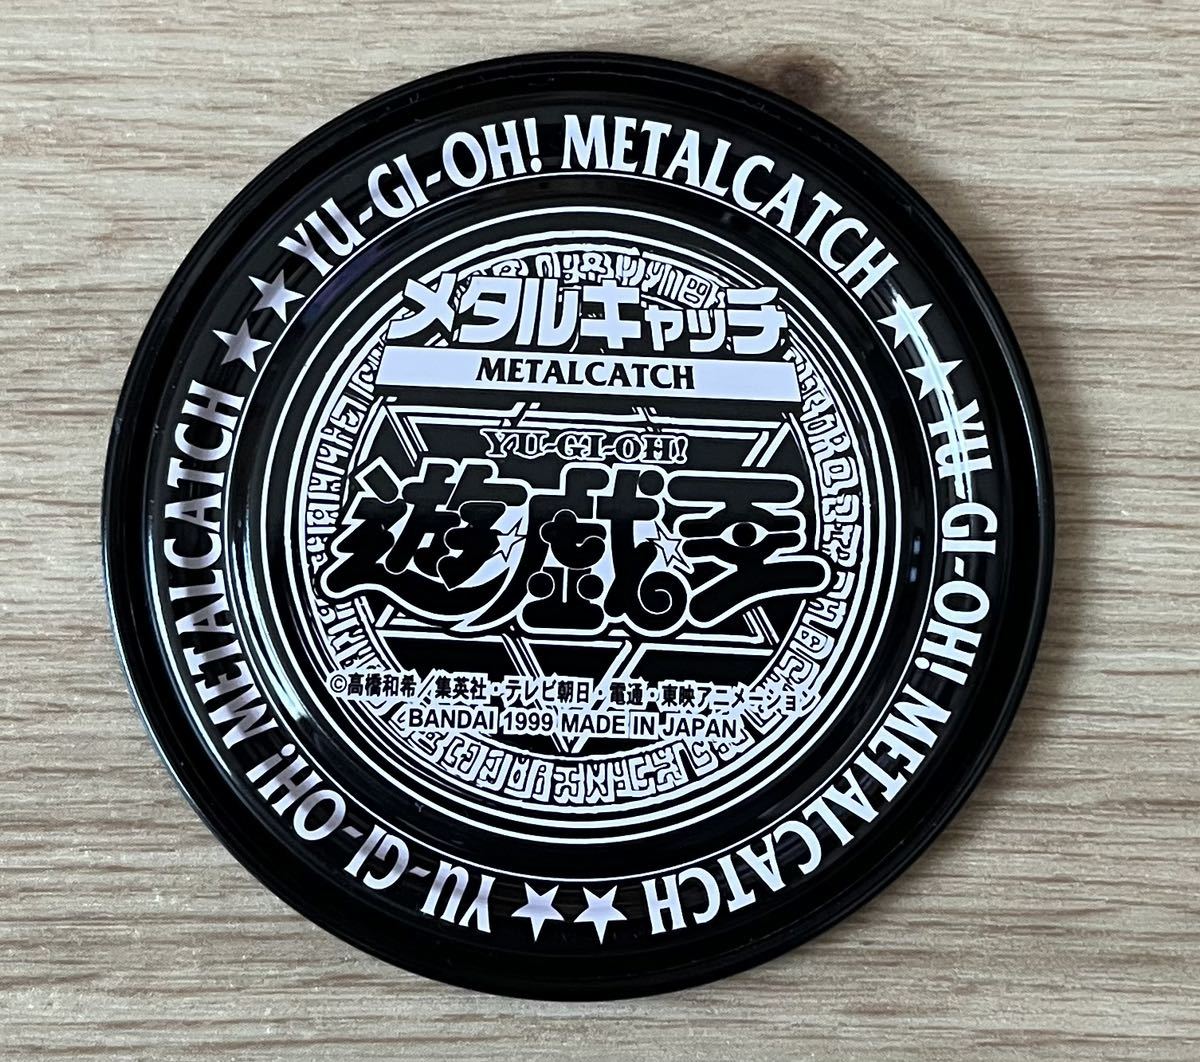 ★ YU-GI-OH! METALCATCH ★
★ YU-GI-OH! METALCATCH ★
★ YU-GI-OH! METALCATCH ★
メタルキャッチ
METALCATCH
YU-GI-OH!
遊☆戯☆王
©高橋和希／集英社・テレビ朝日・電通・東映アニメーション
BANDAI 1999 MADE IN JAPAN